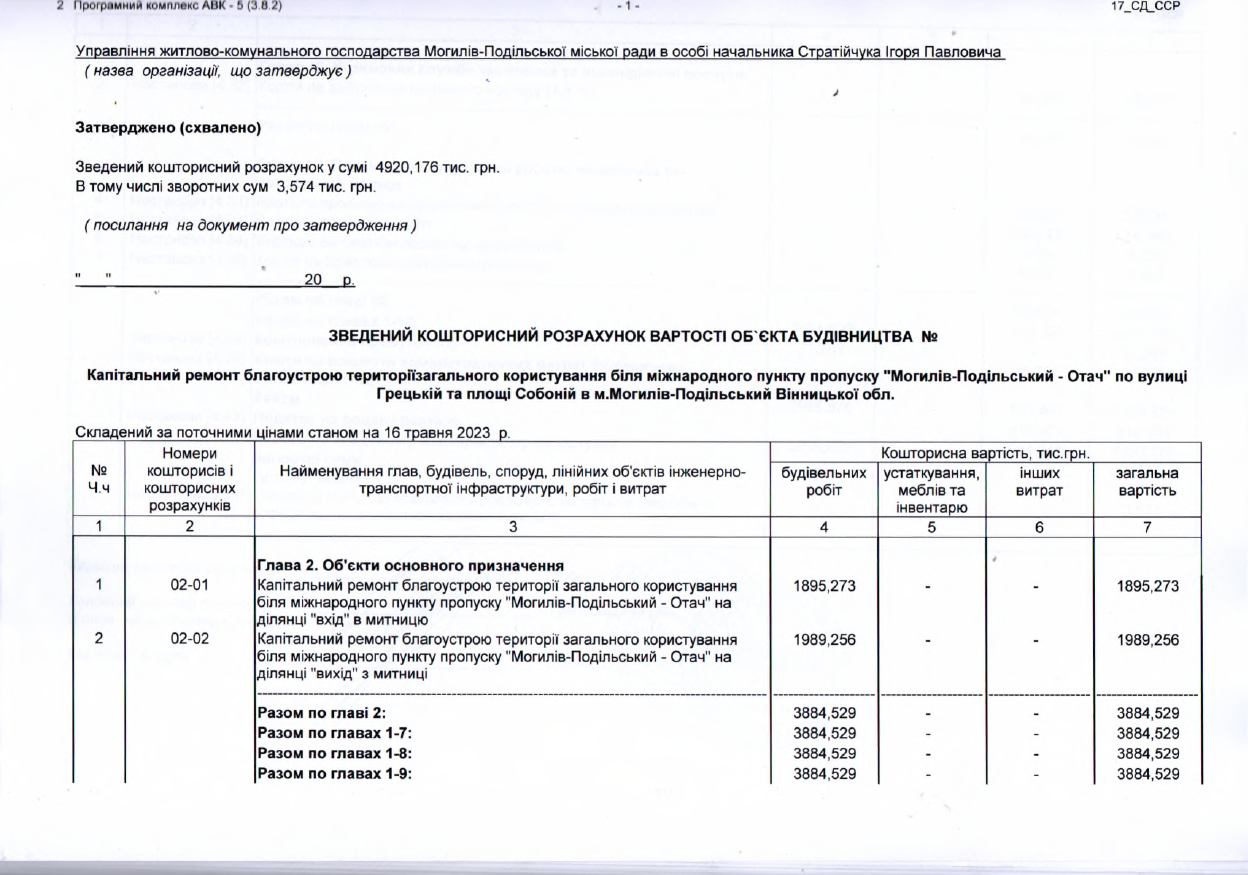 2 Програмний комплекс АВК - 5 (3.8.2)
- 1 -
17_СД_ССР
Управління житлово-комунального господарства Могилів-Подільської міської ради в особі начальника Стратійчука Ігоря Павловича
( назва організації, що затверджує )
Затверджено (схвалено)
Зведений кошторисний розрахунок у сумі 4920,176 тис. грн.
В тому числі зворотних сум 3,574 тис. грн.
( посилання на документ про затвердження )
" " 20 р.
ЗВЕДЕНИЙ КОШТОРИСНИЙ РОЗРАХУНОК ВАРТОСТІ ОБ`ЄКТА БУДІВНИЦТВА №
Капітальний ремонт благоустрою територіїзагального користування біля міжнародного пункту пропуску "Могилів-Подільський - Отач" по вулиці
Грецькій та площі Соборній в м.Могилів-Подільський Вінницької обл.
Складений за поточними цінами станом на 16 травня 2023 р.
№
Ч.ч
Номери
кошторисів і
кошторисних
розрахунків
Найменування глав, будівель, споруд, лінійних об'єктів інженерно-
транспортної інфраструктури, робіт і витрат
Кошторисна вартість, тис.грн.
будівельних
робіт
устаткування,
меблів та
інвентарю
інших
витрат
загальна
вартість
1 2 3 4 5 6 7
Глава 2. Об'єкти основного призначення
1 02-01 Капітальний ремонт благоустрою території загального користування 1895,273 - - 1895,273
біля міжнародного пункту пропуску "Могилів-Подільський - Отач" на
ділянці "вхід" в митницю
2 02-02 Капітальний ремонт благоустрою території загального користування 1989,256 - - 1989,256
біля міжнародного пункту пропуску "Могилів-Подільський - Отач" на
ділянці "вихід" з митниці
Разом по главі 2: 3884,529 - - 3884,529
Разом по главах 1-7: 3884,529 - - 3884,529
Разом по главах 1-8: 3884,529 - - 3884,529
Разом по главах 1-9: 3884,529 - - 3884,529